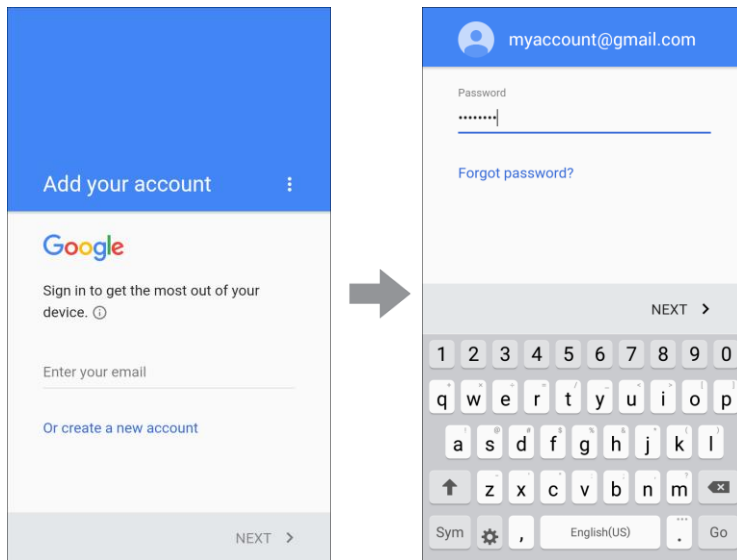 Add your account
Google
Sign in to get the most out of your
device.
Enter your email
Or create a new account
NEXT
myaccount@gmail.com
Password
Forgot password?
NEXT
1 2 3 4 5 6 7 8 9 0
q w e r t y u i o p
a s d f g h j k l
z x c v b n m
Sym , English(US) . Go